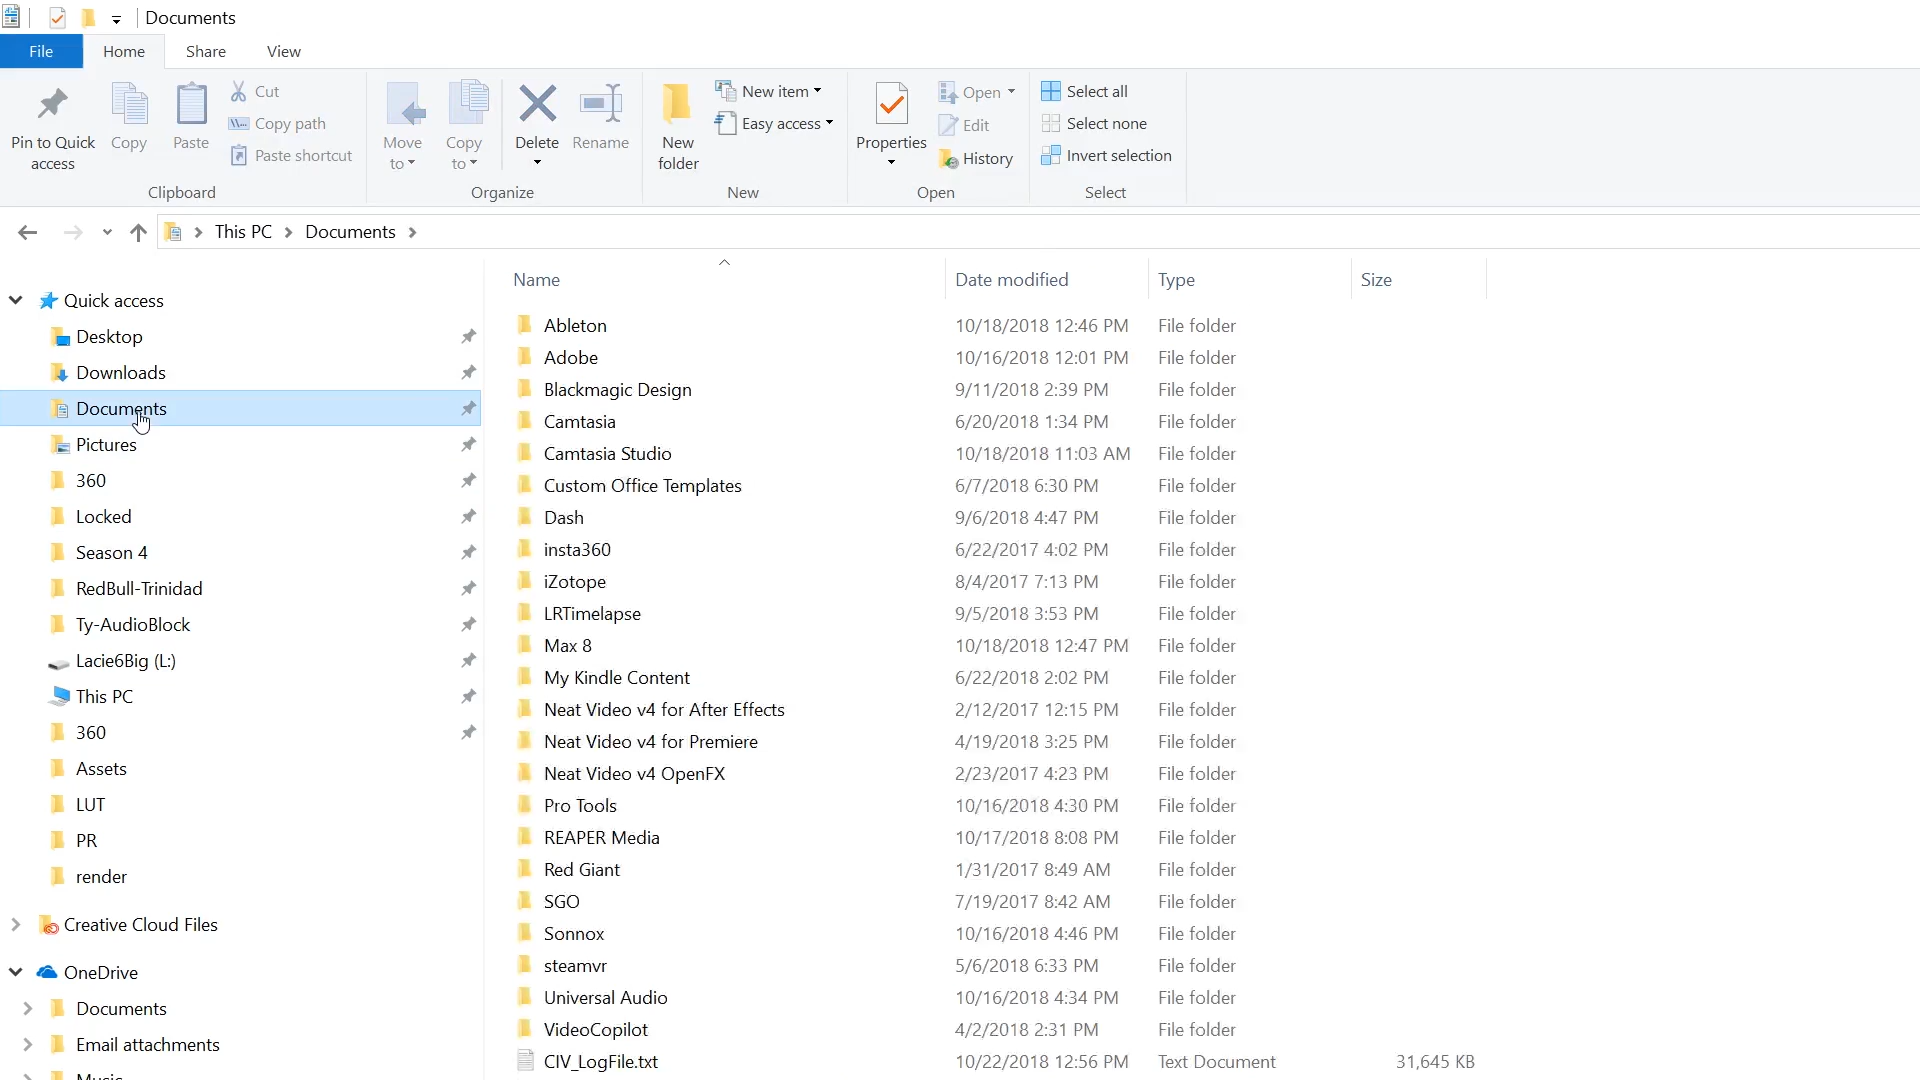 Documents
File Home Share View
Pin to Quick access
Copy
Paste
Cut
Copy path
Paste shortcut
Clipboard
Move to
Copy to
Delete
Rename
Organize
New folder
New item
Easy access
New
Properties
Open
Edit
History
Open
Select all
Select none
Invert selection
Select
This PC > Documents >
Quick access
Desktop
Downloads
Documents
Pictures
360
Locked
Season 4
RedBull-Trinidad
Ty-AudioBlock
Lacie6Big (L:)
This PC
360
Assets
LUT
PR
render
Creative Cloud Files
OneDrive
Documents
Email attachments
Music
Name Date modified Type Size
Ableton 10/18/2018 12:46 PM File folder
Adobe 10/16/2018 12:01 PM File folder
Blackmagic Design 9/11/2018 2:39 PM File folder
Camtasia 6/20/2018 1:34 PM File folder
Camtasia Studio 10/18/2018 11:03 AM File folder
Custom Office Templates 6/7/2018 6:30 PM File folder
Dash 9/6/2018 4:47 PM File folder
insta360 6/22/2017 4:02 PM File folder
iZotope 8/4/2017 7:13 PM File folder
LRTimelapse 9/5/2018 3:53 PM File folder
Max 8 10/18/2018 12:47 PM File folder
My Kindle Content 6/22/2018 2:02 PM File folder
Neat Video v4 for After Effects 2/12/2017 12:15 PM File folder
Neat Video v4 for Premiere 4/19/2018 3:25 PM File folder
Neat Video v4 OpenFX 2/23/2017 4:23 PM File folder
Pro Tools 10/16/2018 4:30 PM File folder
REAPER Media 10/17/2018 8:08 PM File folder
Red Giant 1/31/2017 8:49 AM File folder
SGO 7/19/2017 8:42 AM File folder
Sonnox 10/16/2018 4:46 PM File folder
steamvr 5/6/2018 6:33 PM File folder
Universal Audio 10/16/2018 4:34 PM File folder
VideoCopilot 4/2/2018 2:31 PM File folder
CIV_LogFile.txt 10/22/2018 12:56 PM Text Document 31,645 KB